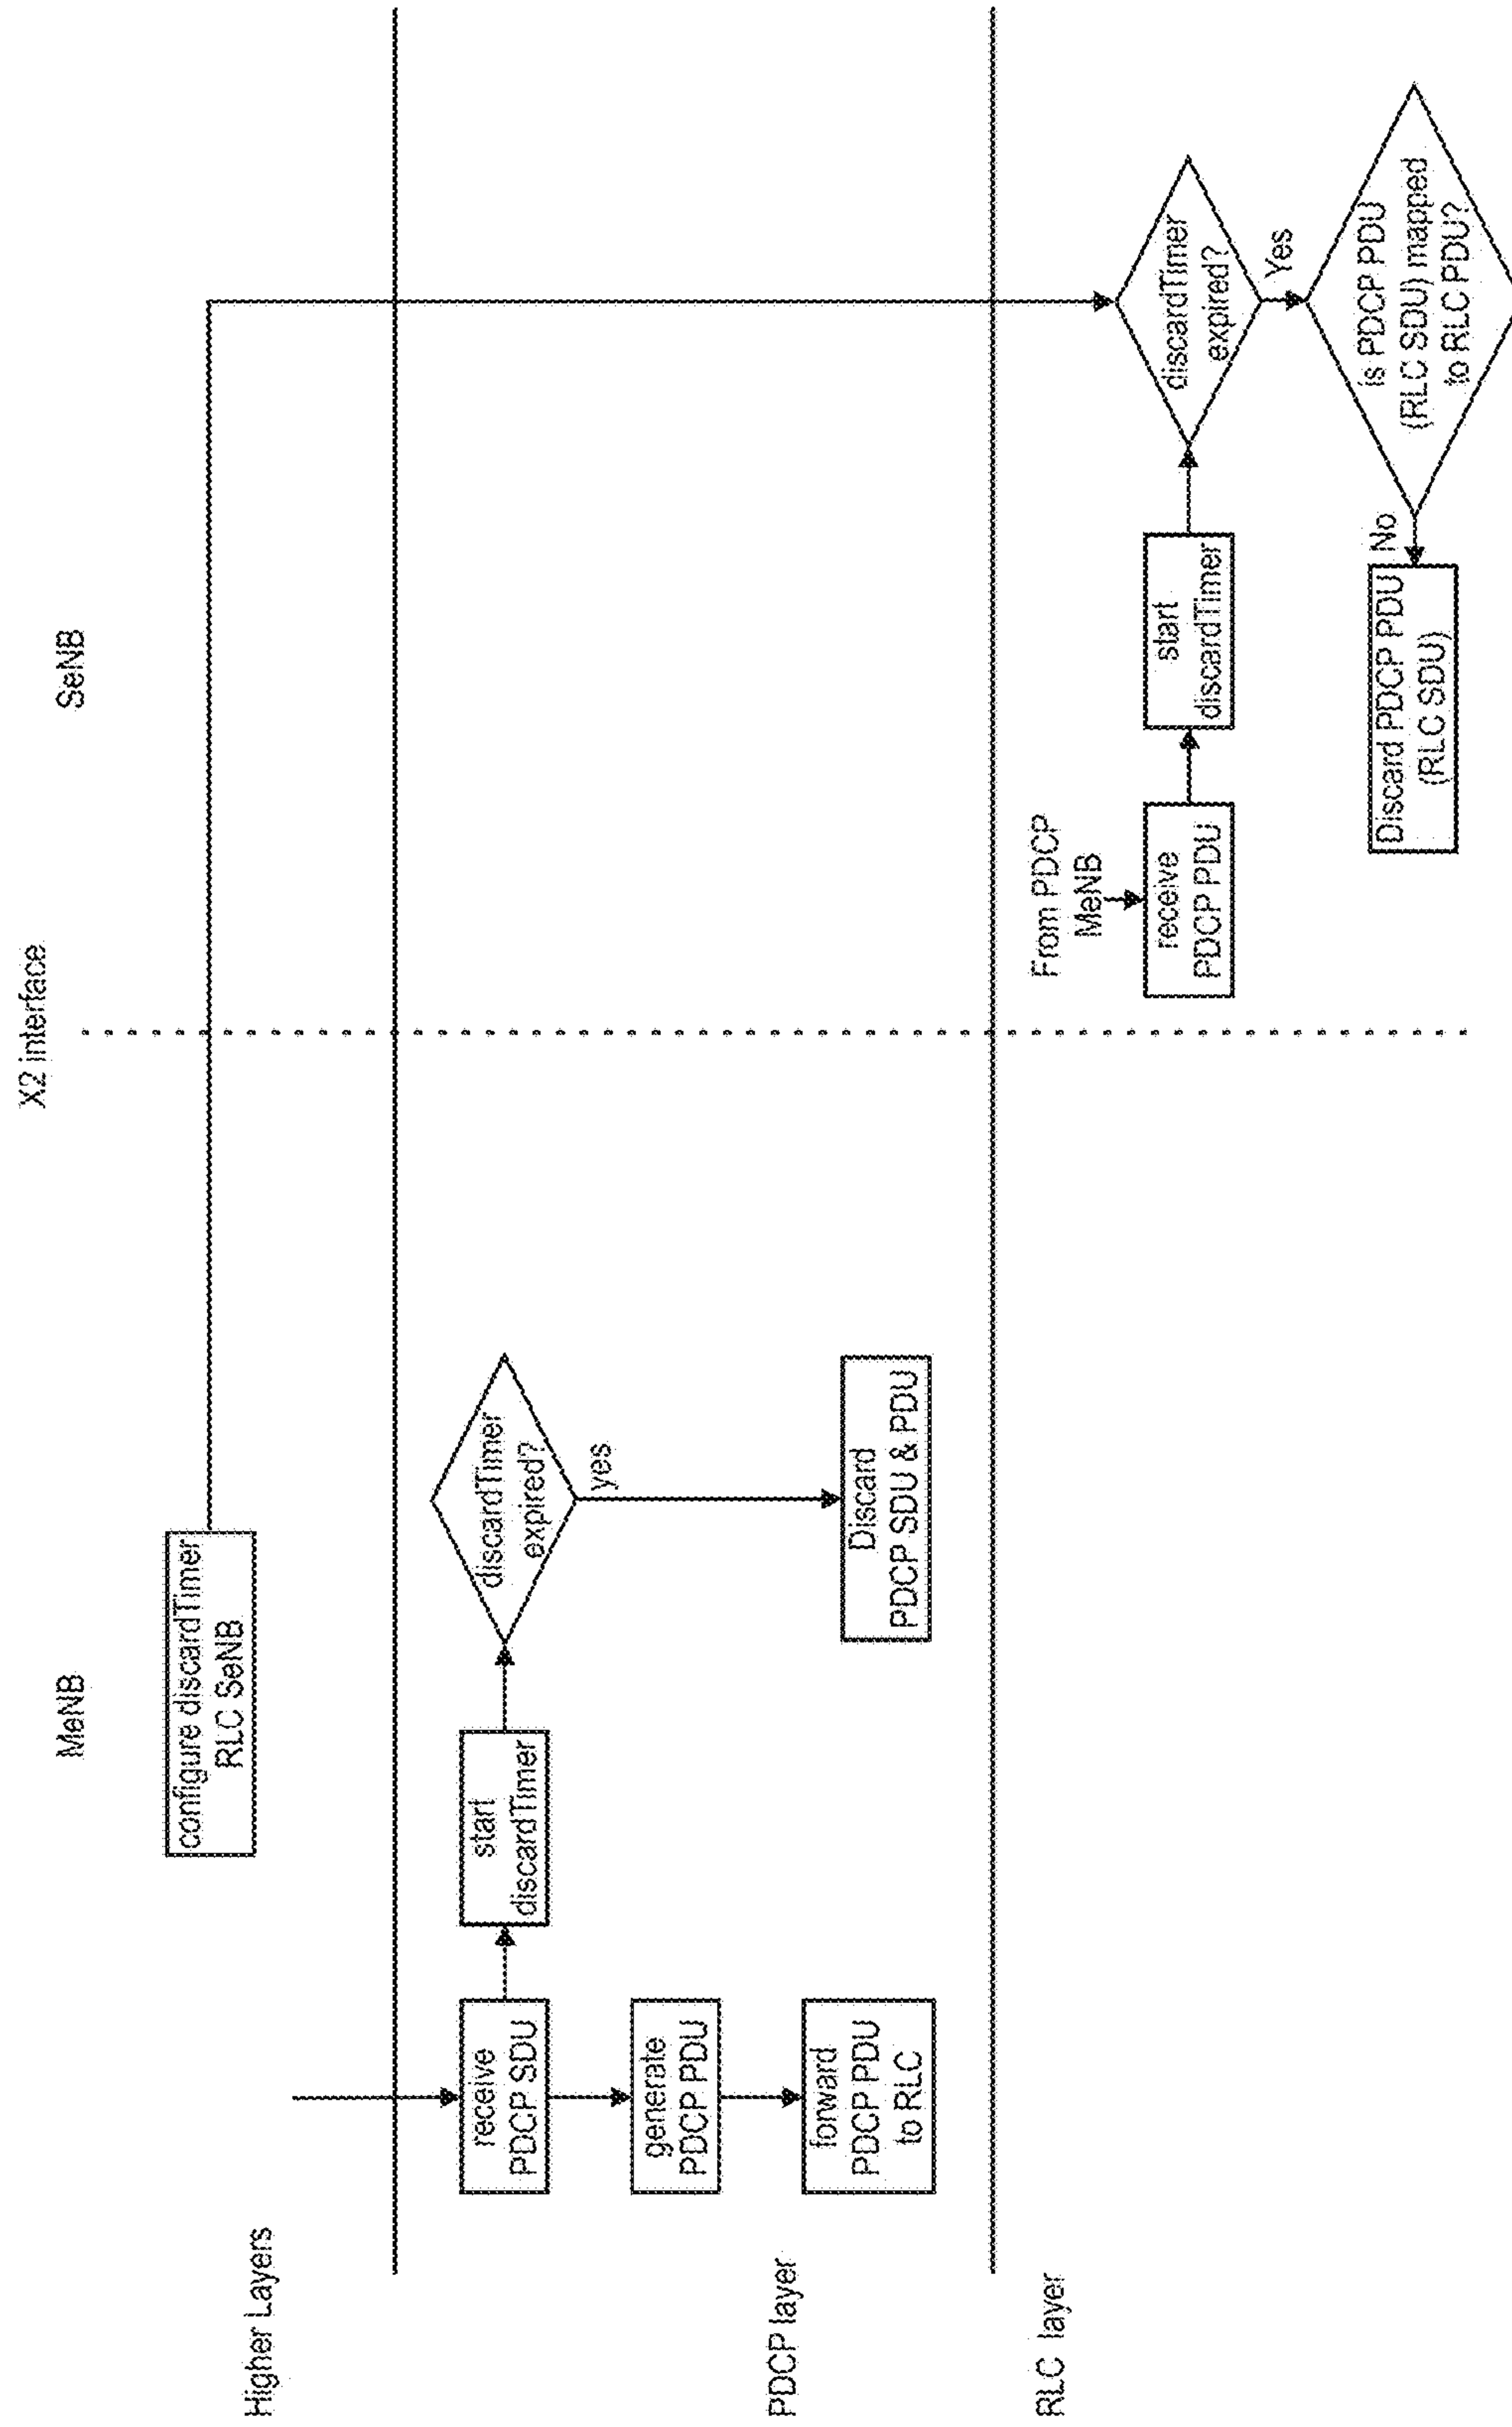 X2 interface
MeNB
SeNB
Higher Layers
configure discardTimer
RLC SeNB
PDCP layer
receive
PDCP SDU
start
discardTimer
discardTimer
expired?
yes
generate
PDCP PDU
forward
PDCP PDU
to RLC
Discard
PDCP SDU & PDU
RLC layer
From PDCP
MeNB
receive
PDCP PDU
start
discardTimer
discardTimer
expired?
Yes
is PDCP PDU
(RLC SDU) mapped
to RLC PDU?
No
Discard PDCP PDU
(RLC SDU)